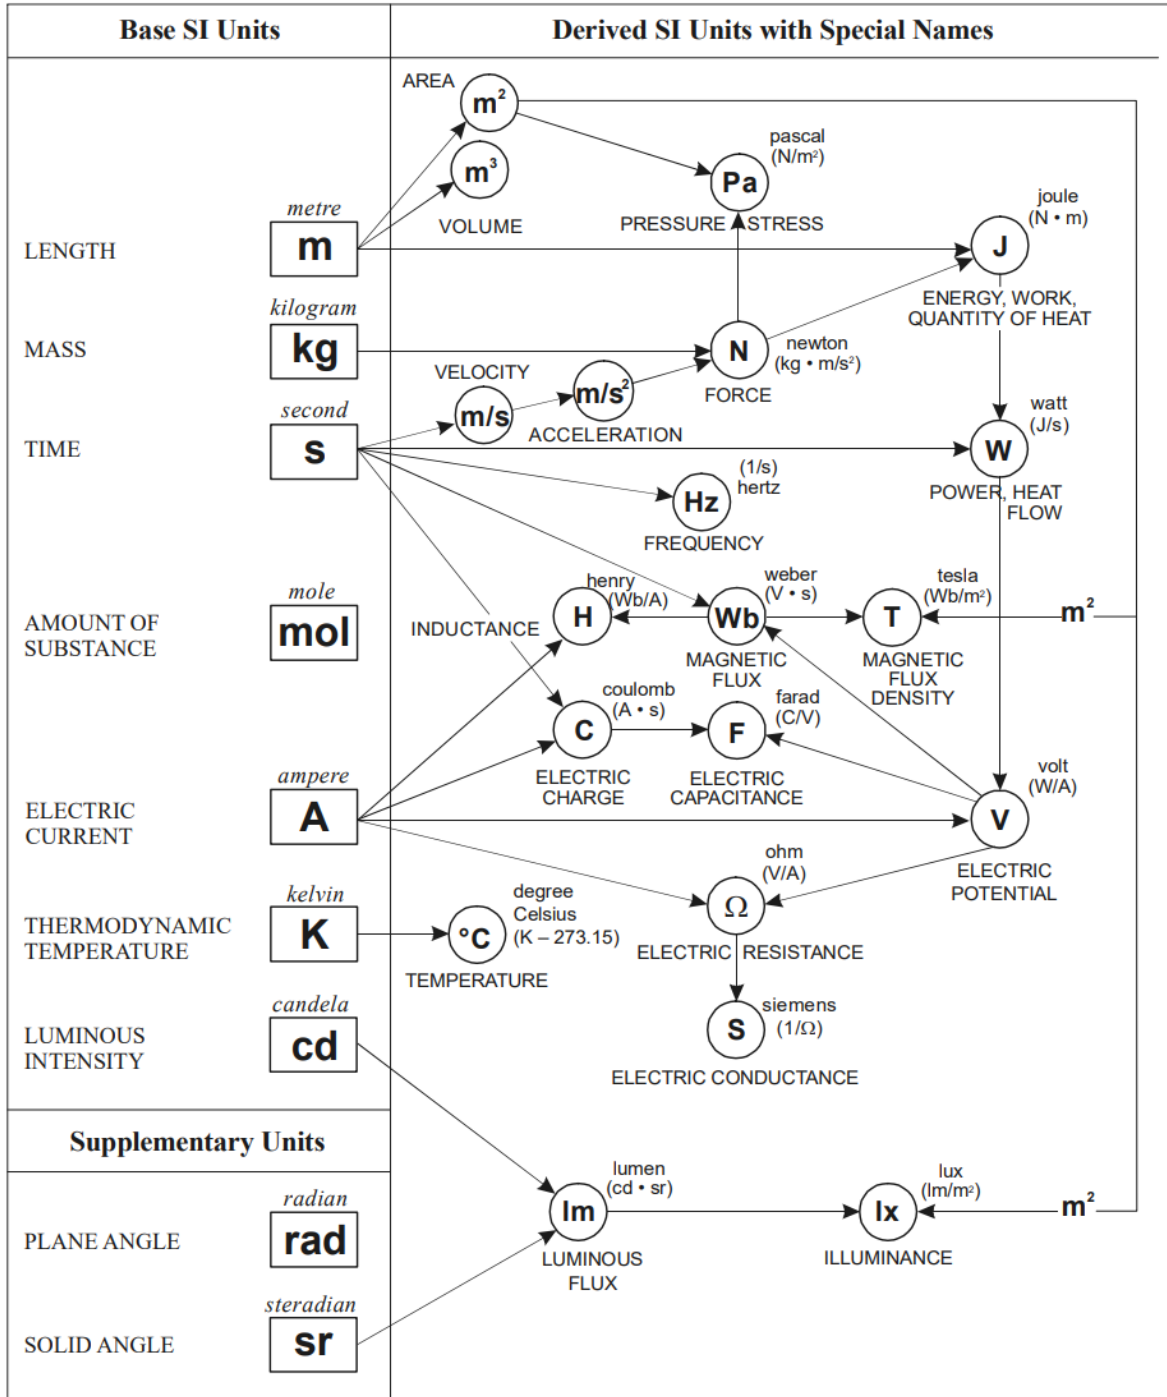 Base SI Units
Derived SI Units with Special Names
AREA
m²
pascal
(N/m²)
Pa
m³
VOLUME
PRESSURE STRESS
joule
(N • m)
J
metre
m
LENGTH
ENERGY, WORK,
QUANTITY OF HEAT
kilogram
kg
MASS
newton
(kg • m/s²)
N
FORCE
VELOCITY
m/s
m/s²
ACCELERATION
second
s
TIME
watt
(J/s)
W
POWER, HEAT
FLOW
(1/s)
hertz
Hz
FREQUENCY
mole
mol
AMOUNT OF
SUBSTANCE
henry
(Wb/A)
H
INDUCTANCE
weber
(V • s)
Wb
MAGNETIC
FLUX
tesla
(Wb/m²)
T
MAGNETIC
FLUX
DENSITY
m²
coulomb
(A • s)
C
ELECTRIC
CHARGE
farad
(C/V)
F
ELECTRIC
CAPACITANCE
ampere
A
ELECTRIC
CURRENT
volt
(W/A)
V
ELECTRIC
POTENTIAL
ohm
(V/A)
Ω
ELECTRIC RESISTANCE
kelvin
K
THERMODYNAMIC
TEMPERATURE
degree
Celsius
(K – 273.15)
°C
TEMPERATURE
siemens
(1/Ω)
S
ELECTRIC CONDUCTANCE
candela
cd
LUMINOUS
INTENSITY
Supplementary Units
lumen
(cd • sr)
lm
LUMINOUS
FLUX
lux
(lm/m²)
lx
ILLUMINANCE
m²
radian
rad
PLANE ANGLE
steradian
sr
SOLID ANGLE